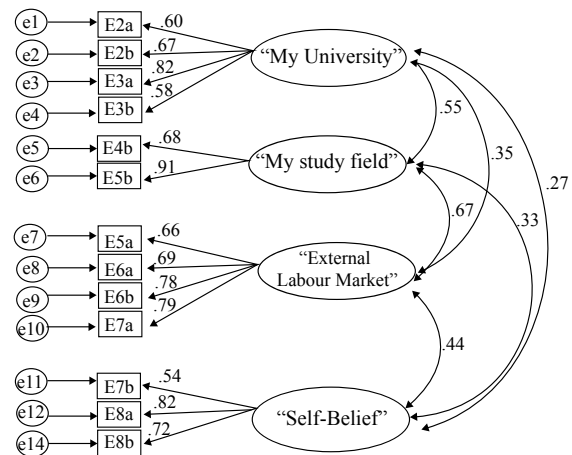 e1 E2a .60
e2 E2b .67 "My University"
e3 E3a .82
e4 E3b .58
.55
e5 E4b .68
.35
e6 E5b .91 "My study field"
.27
.67 .33
e7 E5a .66
e8 E6a .69 "External
e9 E6b .78 Labour Market"
e10 E7a .79
.44
e11 E7b .54
e12 E8a .82 "Self-Belief"
e14 E8b .72